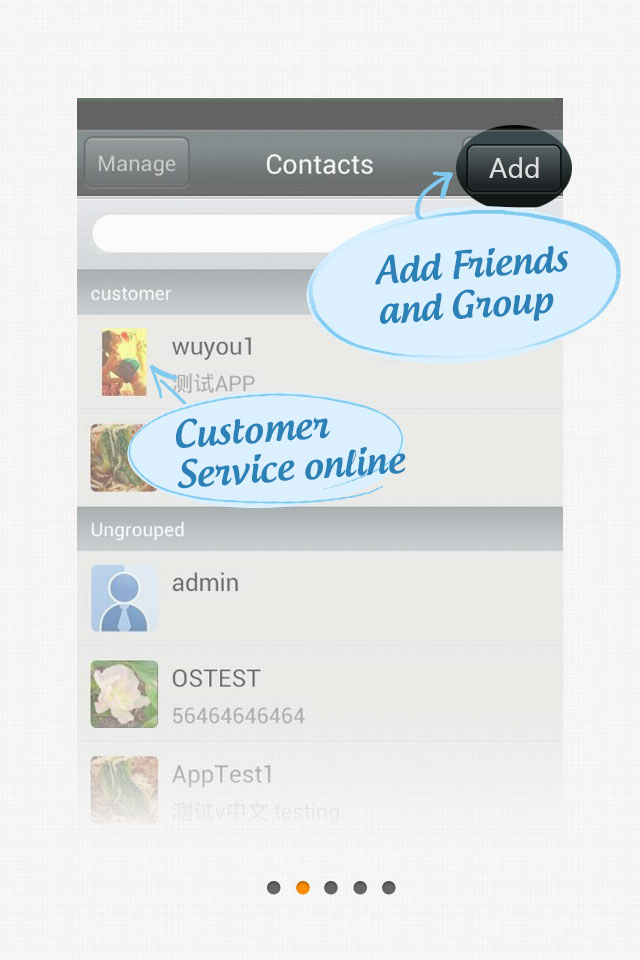 Manage
Contacts
Add
Add Friends
and Group
customer
wuyou1
测试APP
Customer
Service online
Ungrouped
admin
OSTEST
56464646464
AppTest1
测试v中文 testing